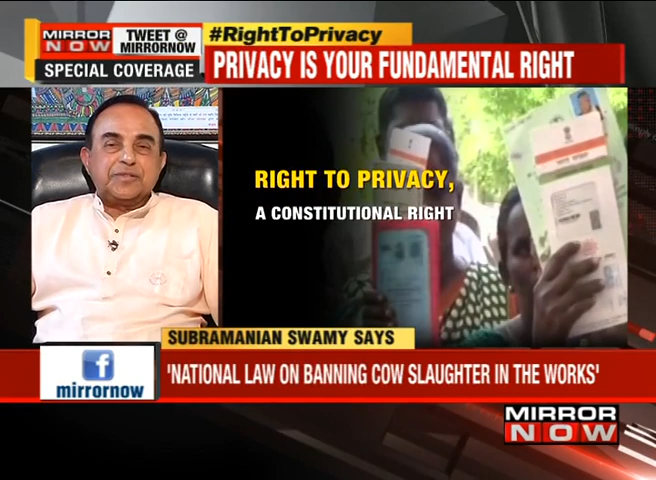 MIRROR
NOW
TWEET @
MIRRORNOW
SPECIAL COVERAGE
#RightToPrivacy
PRIVACY IS YOUR FUNDAMENTAL RIGHT
RIGHT TO PRIVACY,
A CONSTITUTIONAL RIGHT
SUBRAMANIAN SWAMY SAYS
f
mirrornow
'NATIONAL LAW ON BANNING COW SLAUGHTER IN THE WORKS'
MIRROR
NOW